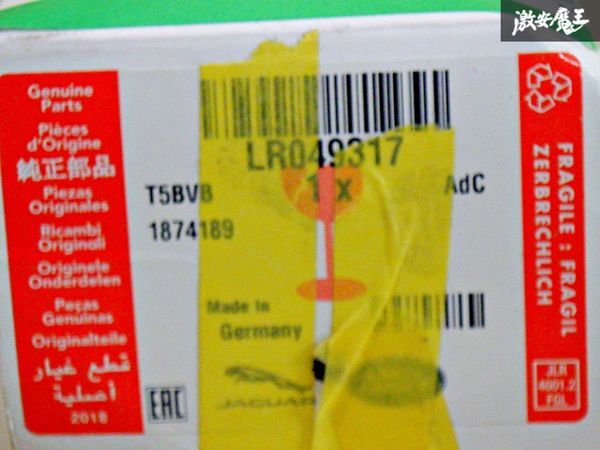 激安魔王
Genuine
Parts
Pièces
d'Origine
純正部品
Piezas
Originales
Ricambi
Originali
Originele
Onderdelen
Peças
Genuinas
Originalteile
قطع غيار
أصلية
2018
LR049317
T5BVB
1 x
AdC
1874189
Made In
Germany
EAC
JAGUAR
FRAGILE : FRAGIL
ZERBRECHLICH
JLR
4001.2
FGL